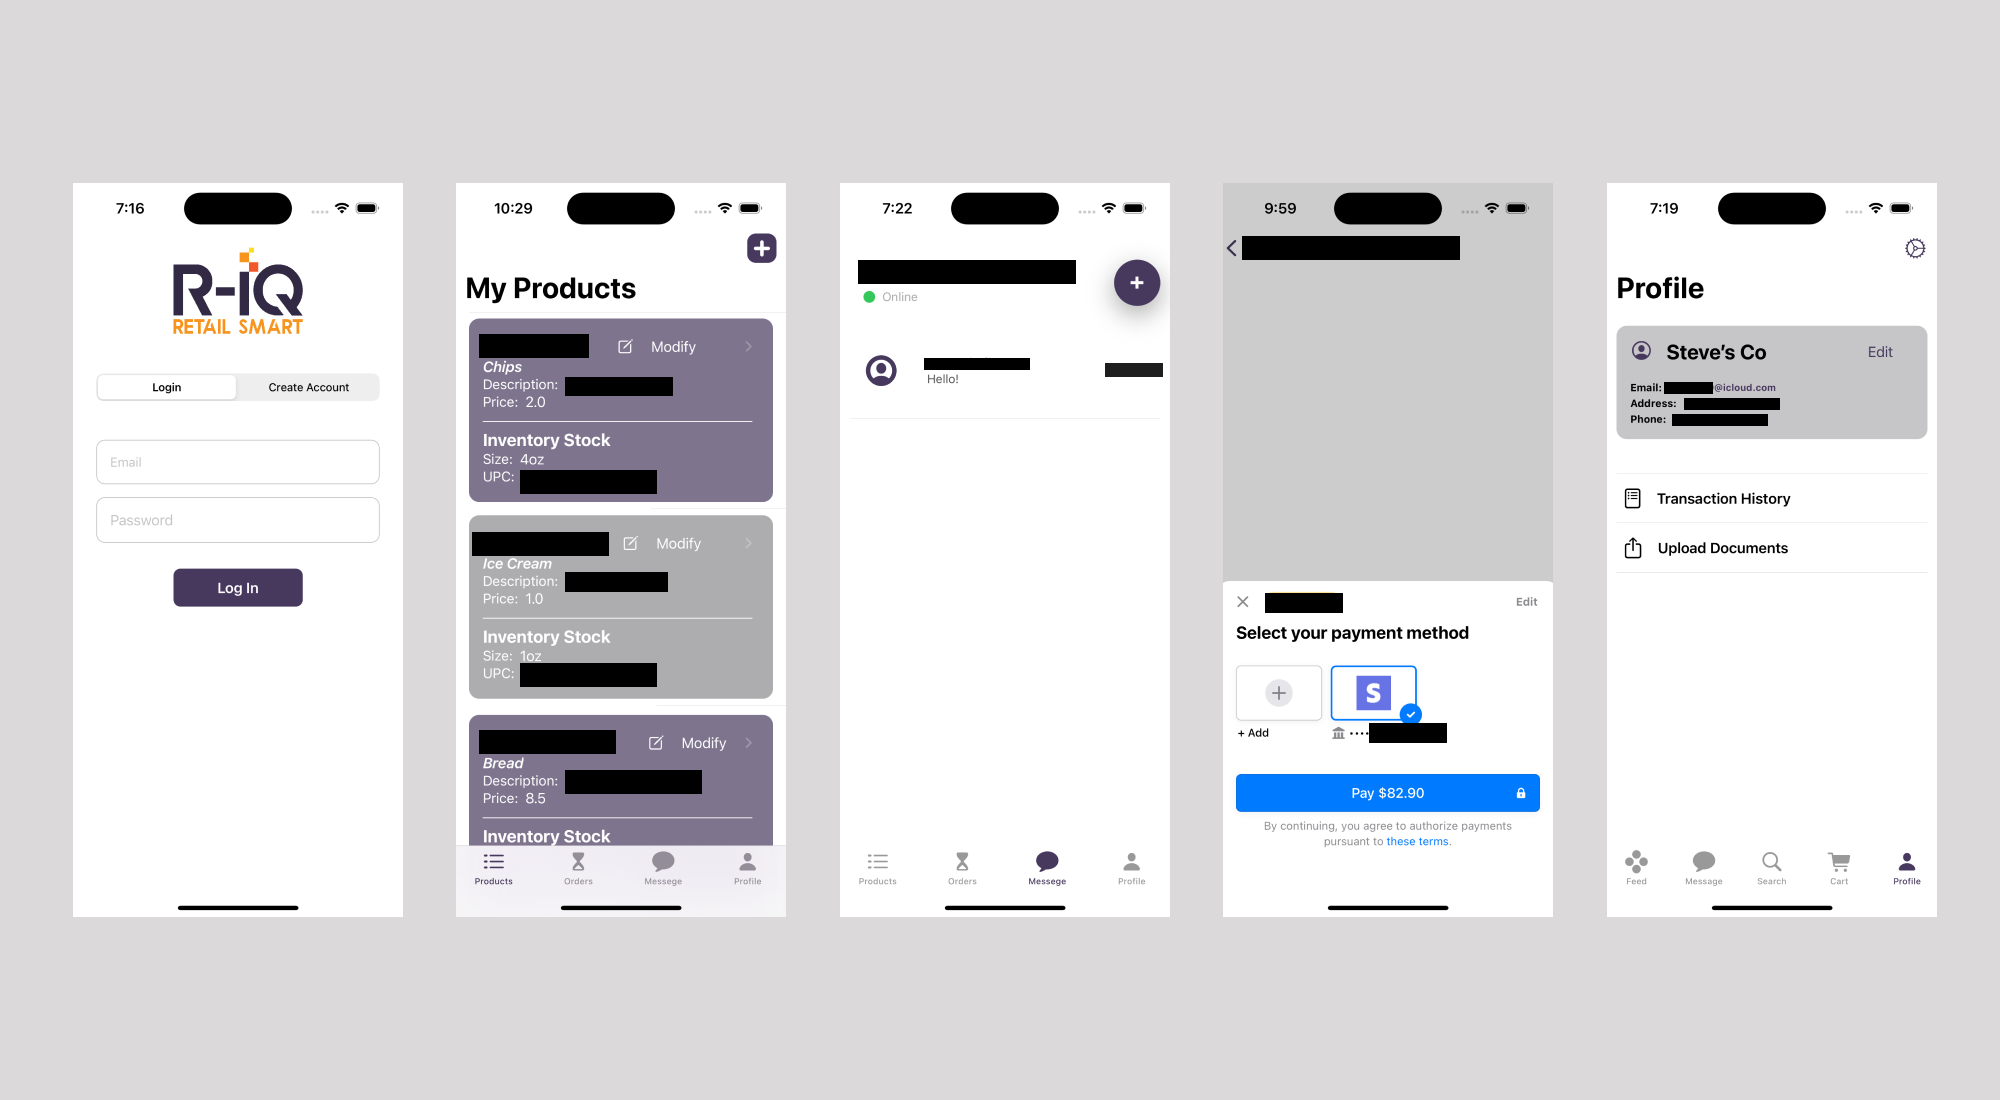 7:16
R-iQ
RETAIL SMART
Login
Create Account
Email
Password
Log In
10:29
My Products
Modify
Chips
Description:
Price: 2.0
Inventory Stock
Size: 4oz
UPC:
Modify
Ice Cream
Description:
Price: 1.0
Inventory Stock
Size: 1oz
UPC:
Modify
Bread
Description:
Price: 8.5
Inventory Stock
Products
Orders
Messege
Profile
7:22
Online
Hello!
Products
Orders
Messege
Profile
9:59
Edit
Select your payment method
S
+ Add
Pay $82.90
By continuing, you agree to authorize payments
pursuant to these terms.
7:19
Profile
Steve's Co
Edit
Email: @icloud.com
Address:
Phone:
Transaction History
Upload Documents
Feed
Message
Search
Cart
Profile